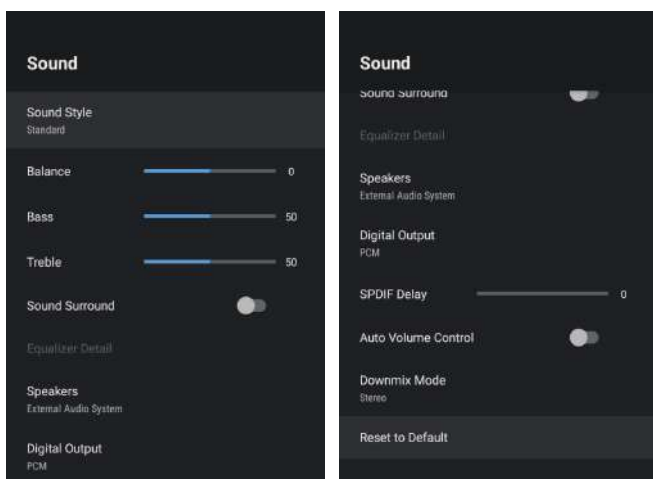 Sound
Sound Style
Standard
Balance 0
Bass 50
Treble 50
Sound Surround
Equalizer Detail
Speakers
External Audio System
Digital Output
PCM
Sound
Sound Surround
Equalizer Detail
Speakers
External Audio System
Digital Output
PCM
SPDIF Delay 0
Auto Volume Control
Downmix Mode
Stereo
Reset to Default